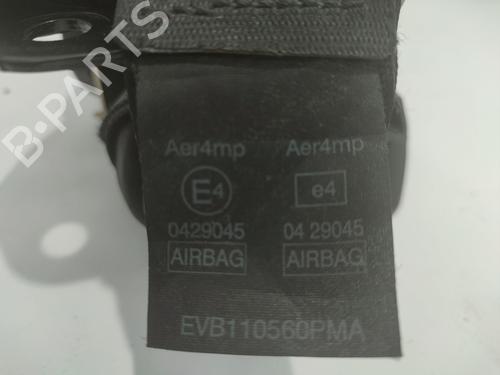 B-PARTS
Aer4mp Aer4mp
E4 e4
0429045 04 29045
AIRBAG AIRBAG
EVB110560PMA